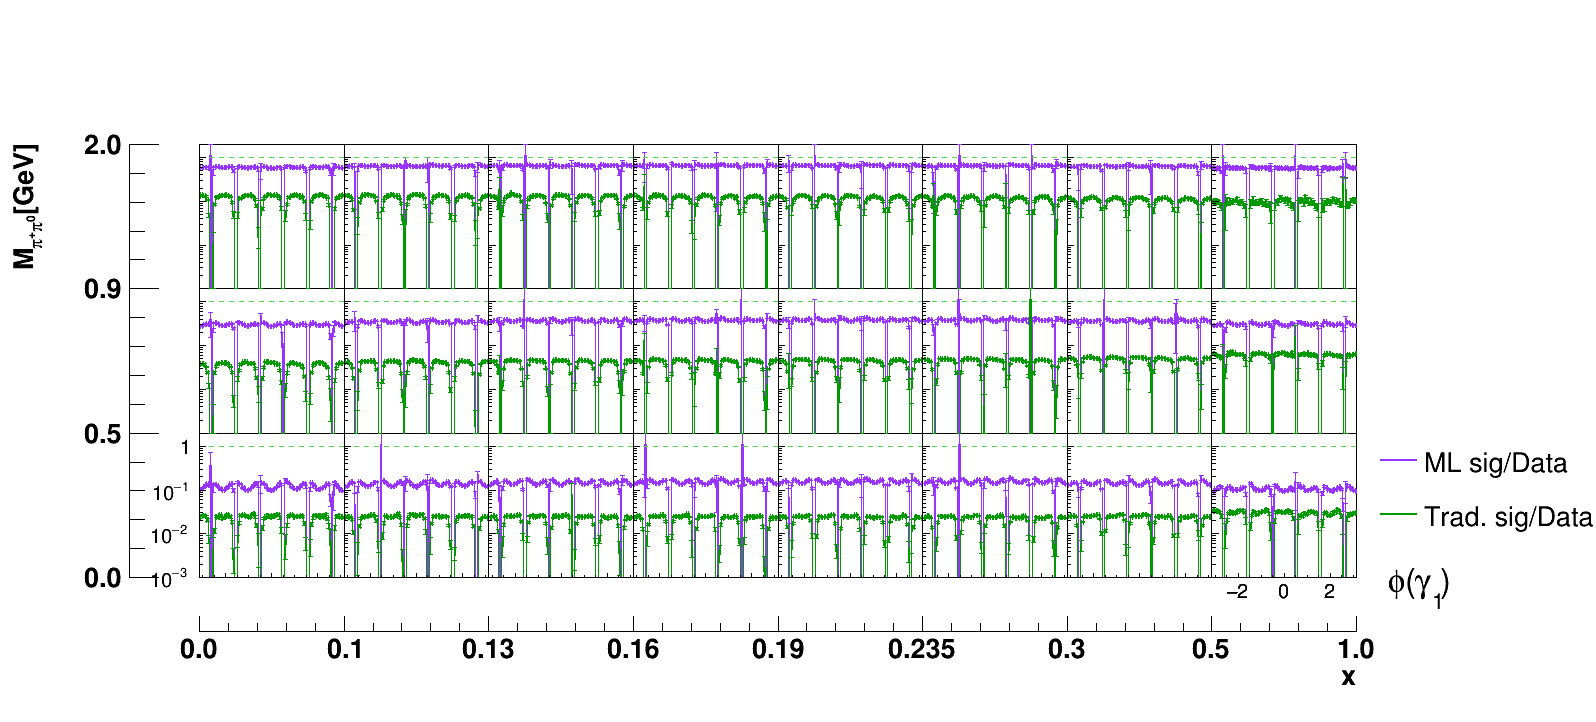 M π⁺π⁰ [GeV]
2.0
0.9
0.5
0.0
1
10⁻¹
10⁻²
10⁻³
−2 0 2
ϕ(γ₁)
ML sig/Data
Trad. sig/Data
0.0 0.1 0.13 0.16 0.19 0.235 0.3 0.5 1.0
x